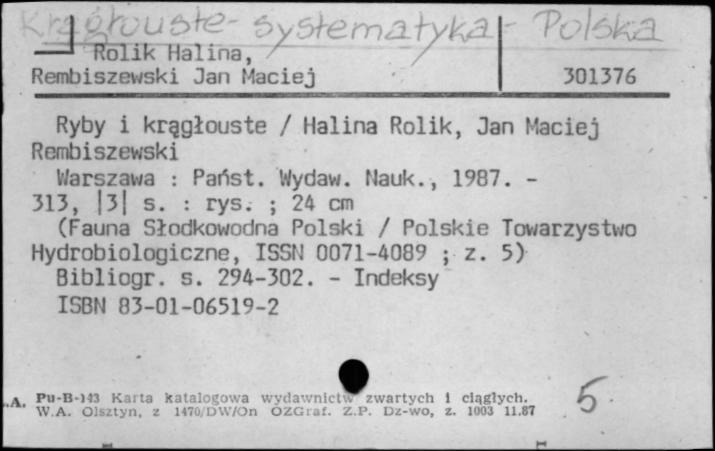 Krągłouste - systematyka - Polska
Rolik Halina,
Rembiszewski Jan Maciej 301376
Ryby i krągłouste / Halina Rolik, Jan Maciej
Rembiszewski
Warszawa : Państ. Wydaw. Nauk., 1987. -
313, |3| s. : rys. ; 24 cm
(Fauna Słodkowodna Polski / Polskie Towarzystwo
Hydrobiologiczne, ISSN 0071-4089 ; z. 5)
Bibliogr. s. 294-302. - Indeksy
ISBN 83-01-06519-2
.A. Pu-B-143 Karta katalogowa wydawnictw zwartych i ciągłych.
W.A. Olsztyn, z 1470/DW/On OZGraf. Z.P. Dz-wo, z. 1003 11.87
5